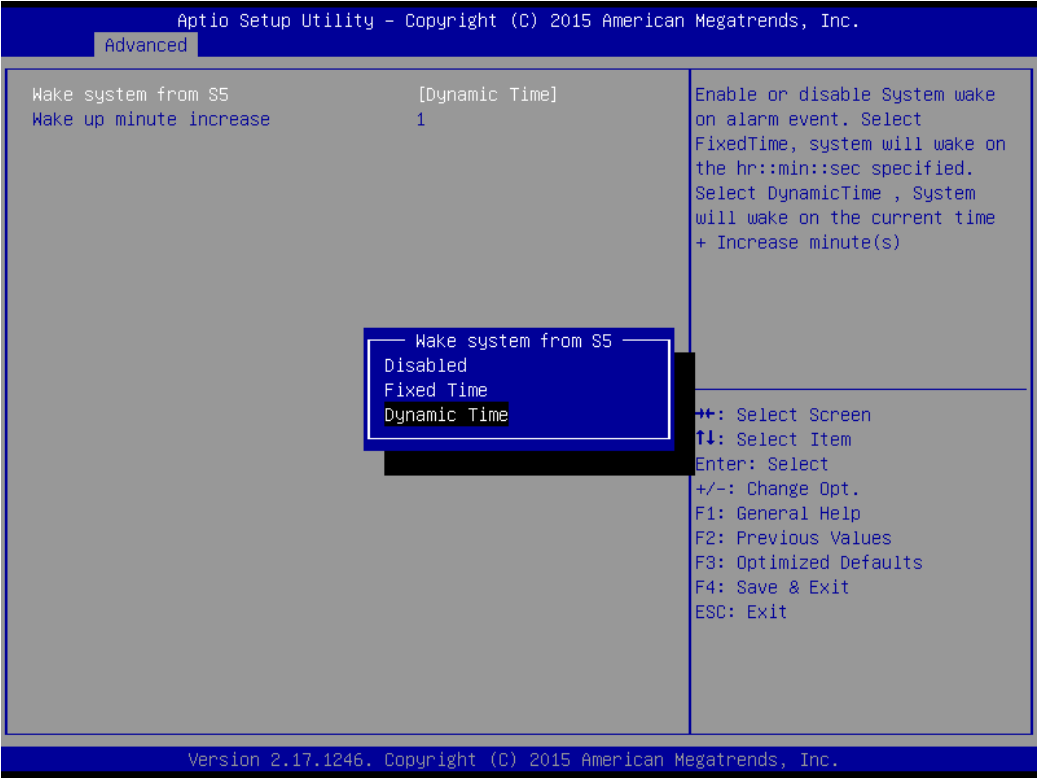 Aptio Setup Utility – Copyright (C) 2015 American Megatrends, Inc.
Advanced
Wake system from S5 [Dynamic Time]
Wake up minute increase 1
Enable or disable System wake
on alarm event. Select
FixedTime, system will wake on
the hr::min::sec specified.
Select DynamicTime , System
will wake on the current time
+ Increase minute(s)
Wake system from S5
Disabled
Fixed Time
Dynamic Time
→←: Select Screen
↑↓: Select Item
Enter: Select
+/-: Change Opt.
F1: General Help
F2: Previous Values
F3: Optimized Defaults
F4: Save & Exit
ESC: Exit
Version 2.17.1246. Copyright (C) 2015 American Megatrends, Inc.